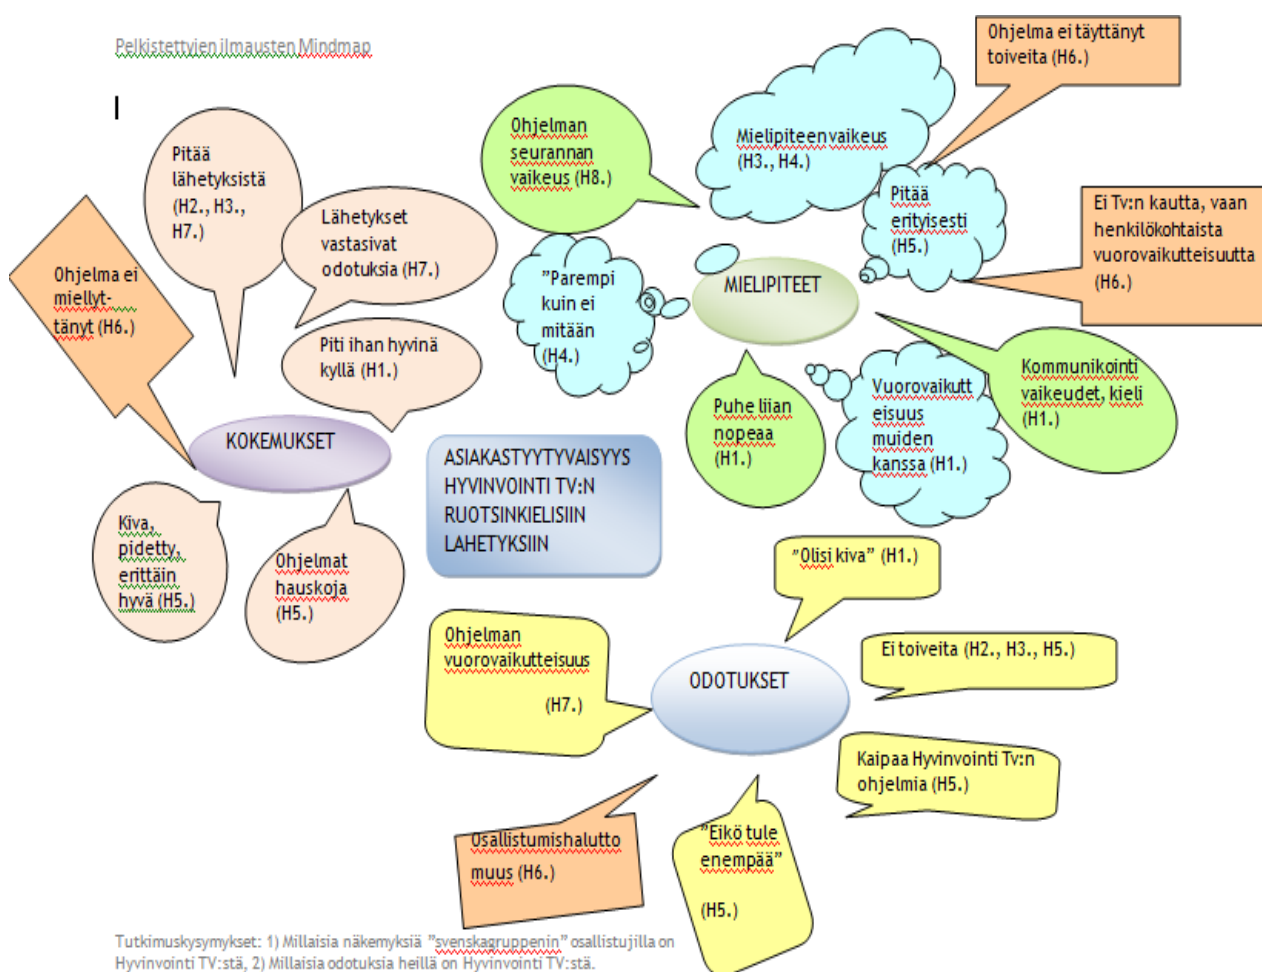 Pelkistettyien ilmausten Mindmap
Ohjelma ei täyttänyt
toiveita (H6.)
Ohjelman
seurannan
vaikeus (H8.)
Mielipiteen vaikeus
(H3., H4.)
Pitää
lähetyksistä
(H2., H3.,
H7.)
Pitää
erityisesti
(H5.)
Ei Tv:n kautta, vaan
henkilökohtaista
vuorovaikutteisuutta
(H6.)
Lähetykset
vastasivat
odotuksia (H7.)
Ohjelma ei
miellyt-
tänyt (H6.)
"Parempi
kuin ei
mitään
(H4.)
MIELIPITEET
Piti ihan hyvinä
kyllä (H1.)
Kommunikointi
vaikeudet, kieli
(H1.)
Puhe liian
nopeaa
(H1.)
Vuorovaikutt
eisuus
muiden
kanssa (H1.)
KOKEMUKSET
ASIAKASTYYTYVAISYYS
HYVINVOINTI TV:N
RUOTSINKIELISIIN
LAHETYKSIIN
Kiva,
pidetty,
erittäin
hyvä (H5.)
Ohjelmat
hauskoja
(H5.)
"Olisi kiva" (H1.)
Ohjelman
vuorovaikutteisuus
(H7.)
Ei toiveita (H2., H3., H5.)
ODOTUKSET
Kaipaa Hyvinvointi Tv:n
ohjelmia (H5.)
Osallistumishalutto
muus (H6.)
"Eikö tule
enempää"
(H5.)
Tutkimuskysymykset: 1) Millaisia näkemyksiä "svenskagruppenin" osallistujilla on
Hyvinvointi TV:stä, 2) Millaisia odotuksia heillä on Hyvinvointi TV:stä.